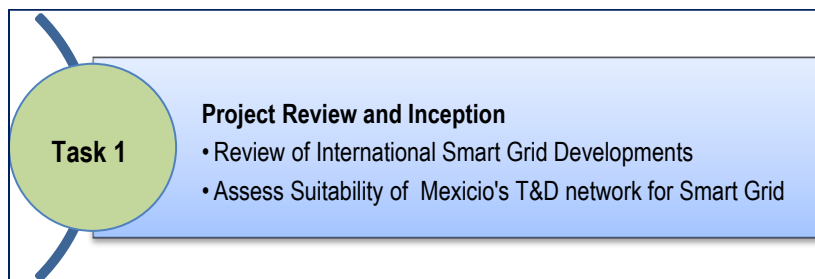 Task 1
Project Review and Inception
• Review of International Smart Grid Developments
• Assess Suitability of  Mexicio's T&D network for Smart Grid